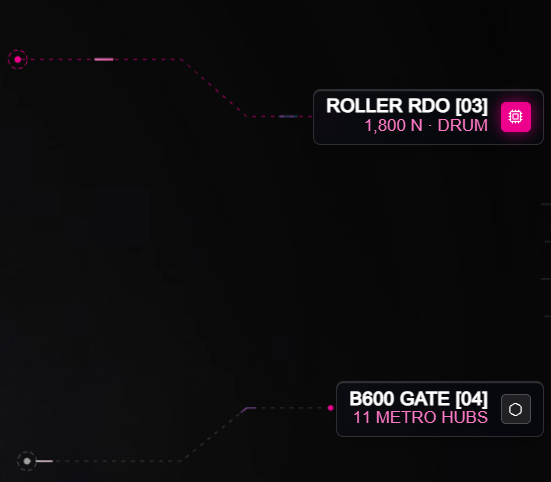 ROLLER RDO [03]
1,800 N · DRUM
B600 GATE [04]
11 METRO HUBS